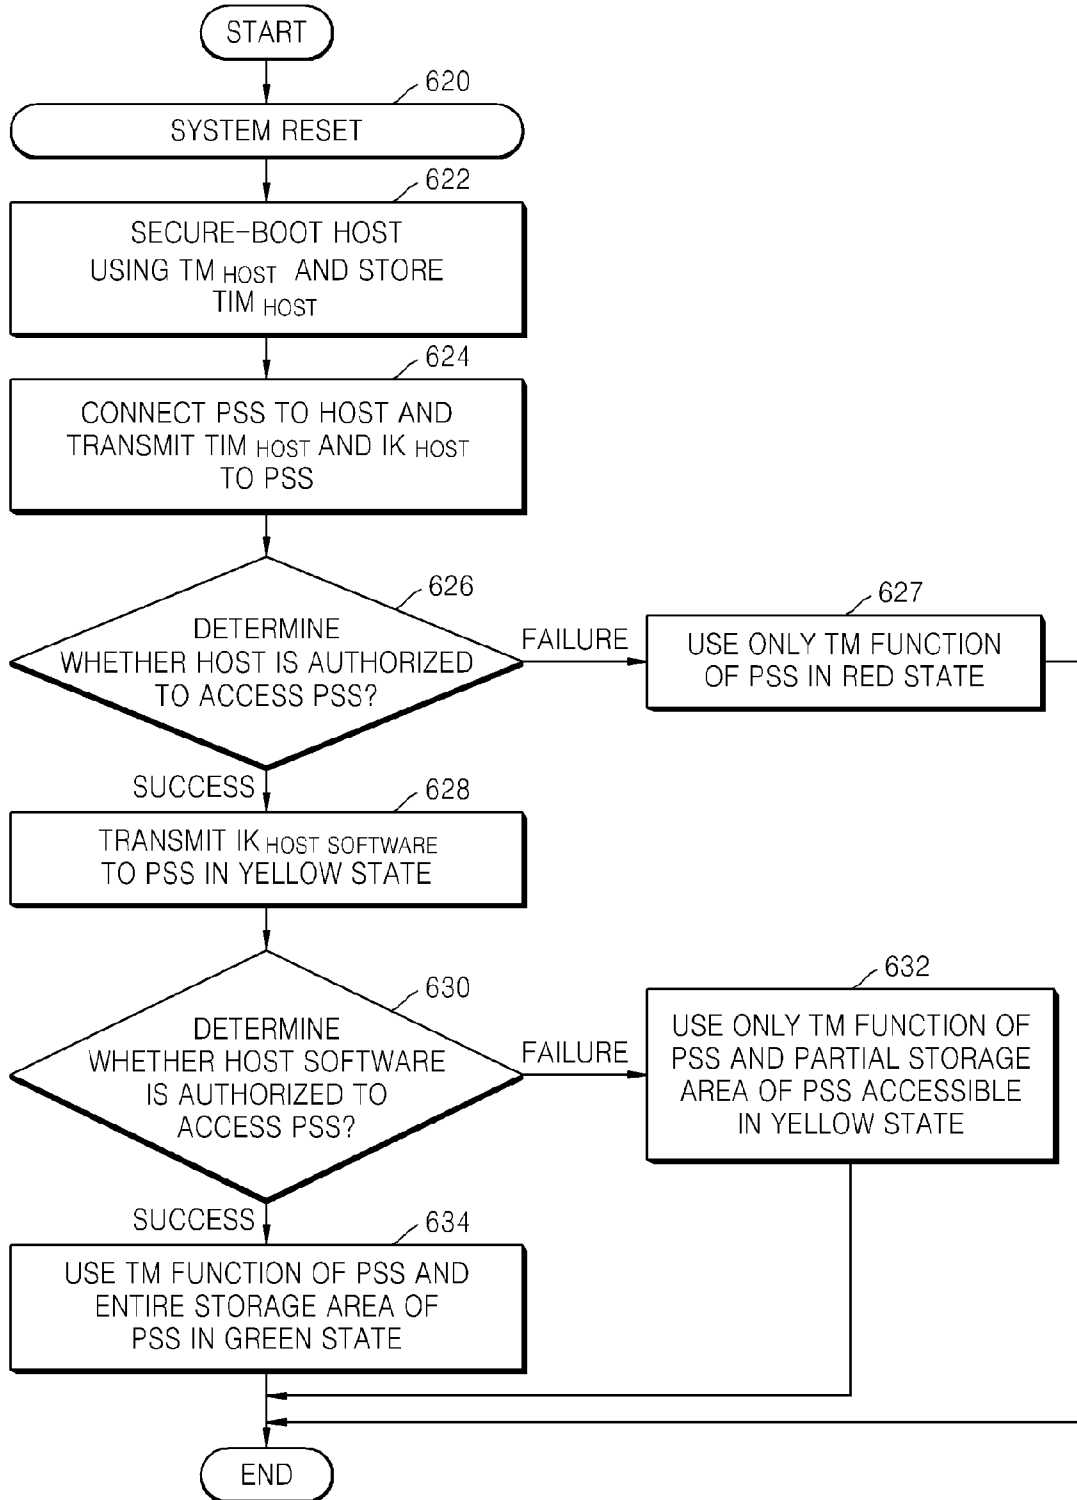 START
620
SYSTEM RESET
622
SECURE-BOOT HOST
USING TM HOST AND STORE
TIM HOST
624
CONNECT PSS TO HOST AND
TRANSMIT TIM HOST AND IK HOST
TO PSS
626
DETERMINE
WHETHER HOST IS AUTHORIZED
TO ACCESS PSS?
FAILURE
627
USE ONLY TM FUNCTION
OF PSS IN RED STATE
SUCCESS
628
TRANSMIT IK HOST SOFTWARE
TO PSS IN YELLOW STATE
630
DETERMINE
WHETHER HOST SOFTWARE
IS AUTHORIZED TO
ACCESS PSS?
FAILURE
632
USE ONLY TM FUNCTION OF
PSS AND PARTIAL STORAGE
AREA OF PSS ACCESSIBLE
IN YELLOW STATE
SUCCESS
634
USE TM FUNCTION OF PSS AND
ENTIRE STORAGE AREA OF
PSS IN GREEN STATE
END